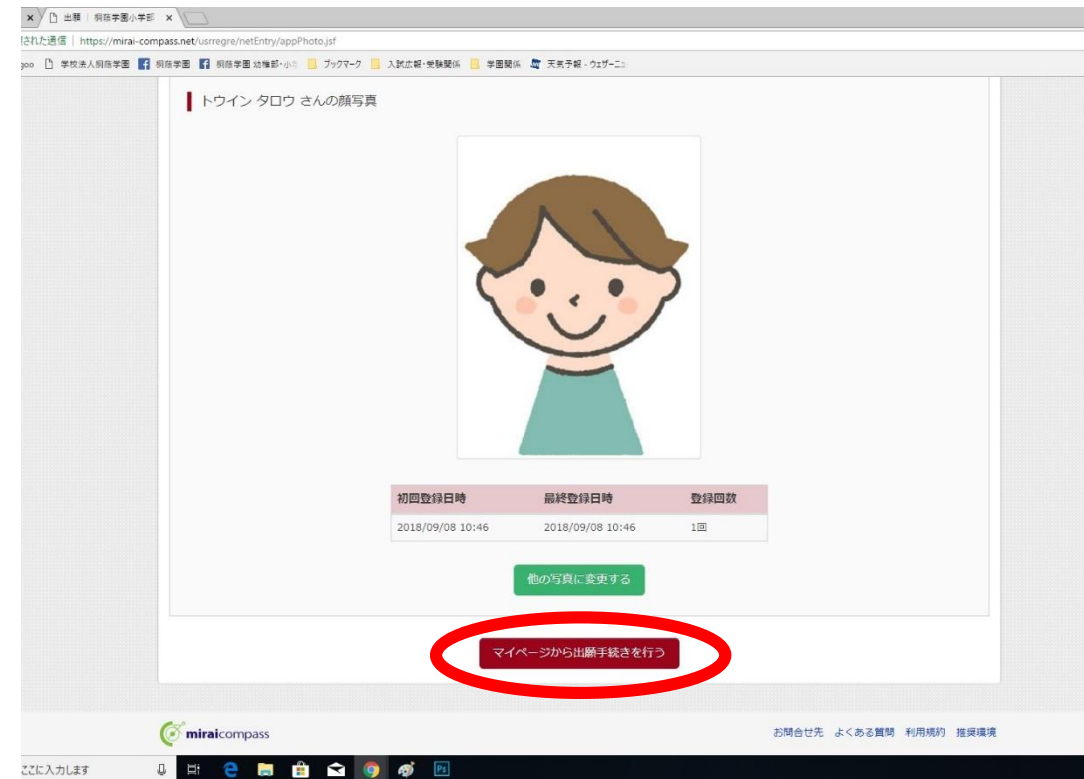 出願 | 桐蔭学園小学部
された通信 | https://mirai-compass.net/usrregre/netEntry/appPhoto.jsf
goo 学校法人桐蔭学園 桐蔭学園 桐蔭学園 幼稚部・小 ブックマーク 入試広報・受験関係 学園関係 天気予報 - ウェザーニュ
トウイン タロウ さんの顔写真
初回登録日時 最終登録日時 登録回数
2018/09/08 10:46 2018/09/08 10:46 1回
他の写真に変更する
マイページから出願手続きを行う
miraicompass お問合せ先 よくある質問 利用規約 推奨環境
ここに入力します
Ps